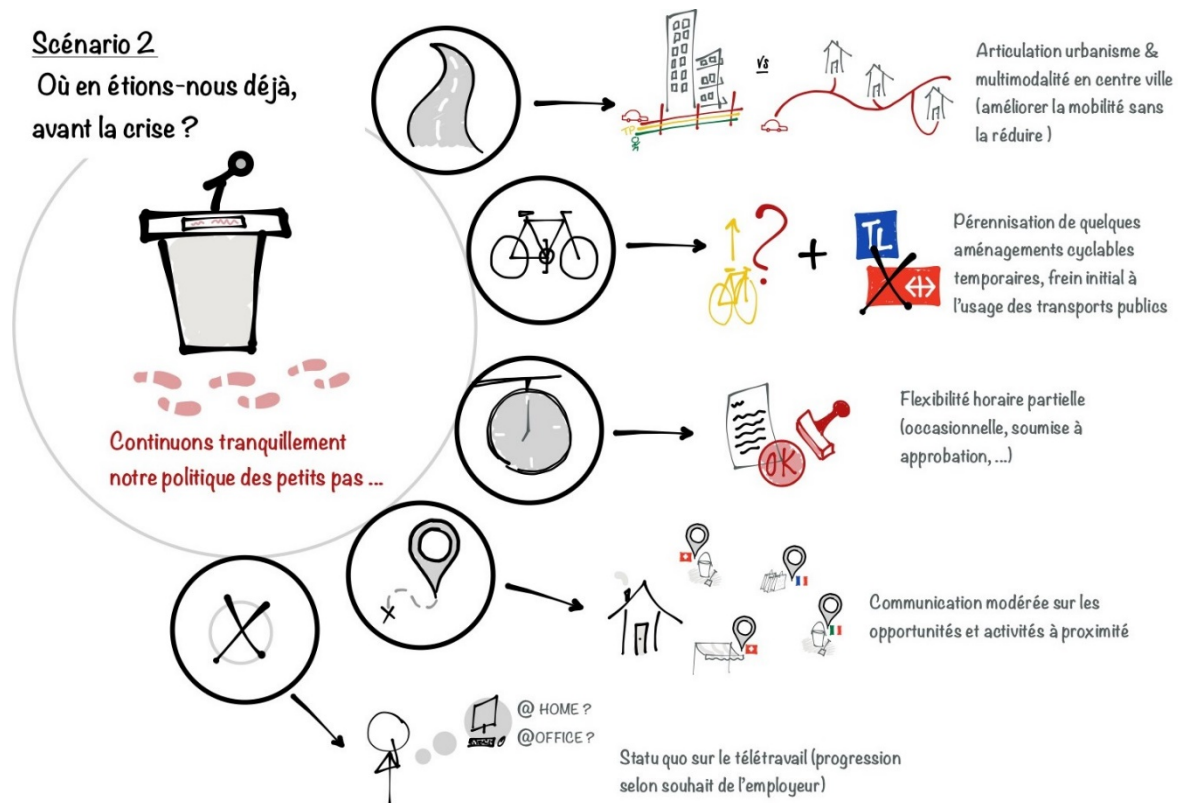 Scénario 2
Où en étions-nous déjà,
avant la crise ?
Continuons tranquillement
notre politique des petits pas ...
Vs
TP
Articulation urbanisme &
multimodalité en centre ville
(améliorer la mobilité sans
la réduire )
?
+
TL
Pérennisation de quelques
aménagements cyclables
temporaires, frein initial à
l'usage des transports publics
OK
Flexibilité horaire partielle
(occasionnelle, soumise à
approbation, ...)
Communication modérée sur les
opportunités et activités à proximité
@ HOME ?
@OFFICE ?
Statu quo sur le télétravail (progression
selon souhait de l'employeur)